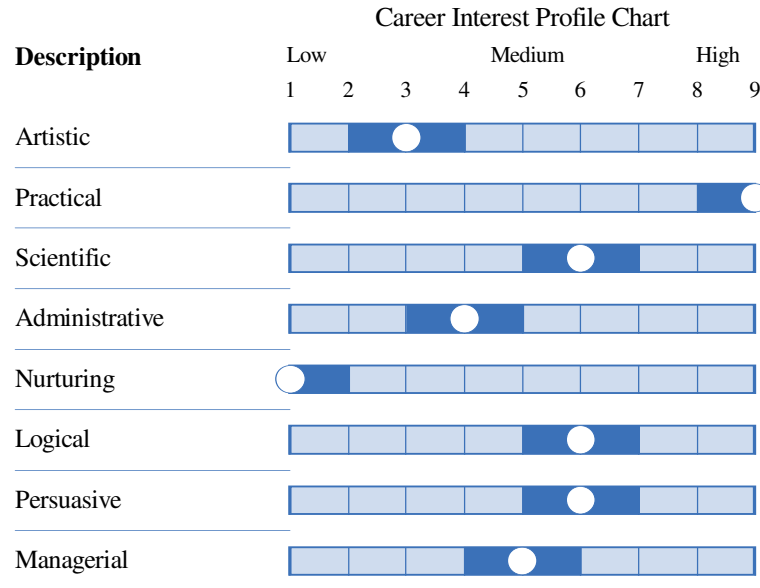 Career Interest Profile Chart
Description Low Medium High
1 2 3 4 5 6 7 8 9
Artistic
Practical
Scientific
Administrative
Nurturing
Logical
Persuasive
Managerial